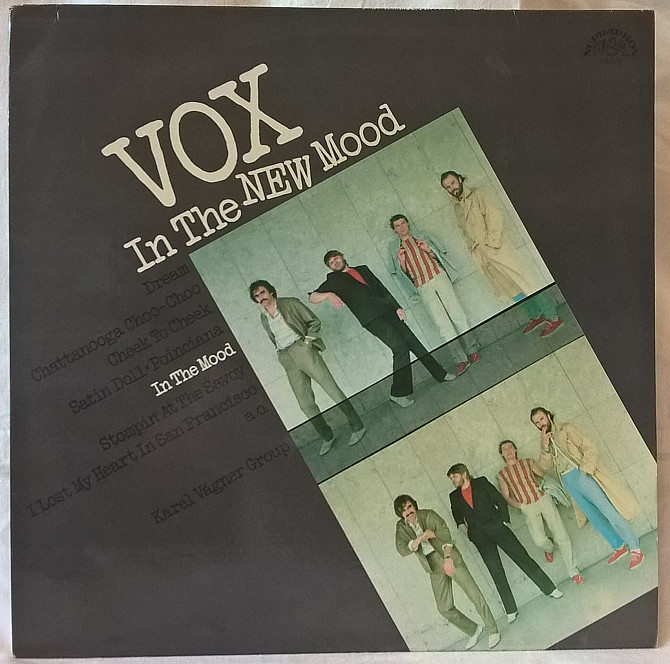 SUPRAPHON
VOX
In The NEW Mood
Dream
Chattanooga Choo-Choo
Cheek To Cheek
Satin Doll•Poinciana
In The Mood
Stompin' At The Savoy
I Lost My Heart In San Francisco
a.o.
Karel Vágner Group